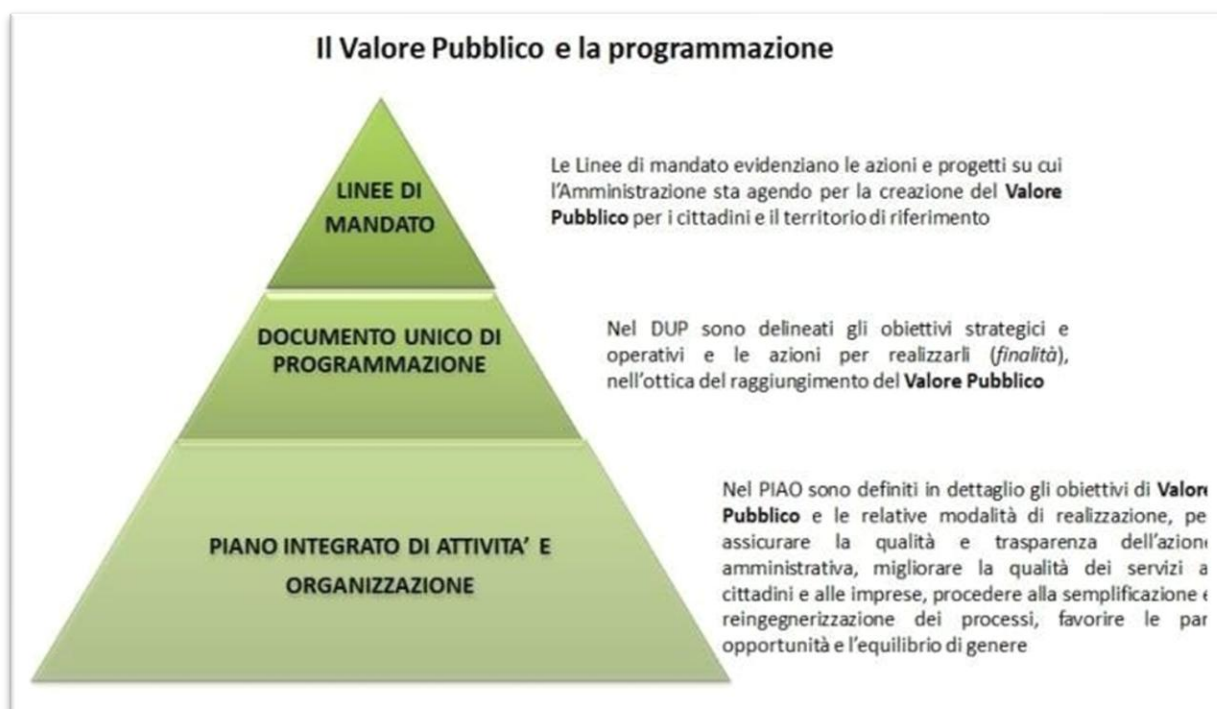 Il Valore Pubblico e la programmazione
LINEE DI
MANDATO
Le Linee di mandato evidenziano le azioni e progetti su cui
l'Amministrazione sta agendo per la creazione del Valore
Pubblico per i cittadini e il territorio di riferimento
DOCUMENTO UNICO DI
PROGRAMMAZIONE
Nel DUP sono delineati gli obiettivi strategici e
operativi e le azioni per realizzarli (finalità),
nell'ottica del raggiungimento del Valore Pubblico
PIANO INTEGRATO DI ATTIVITA' E
ORGANIZZAZIONE
Nel PIAO sono definiti in dettaglio gli obiettivi di Valore
Pubblico e le relative modalità di realizzazione, pe
assicurare la qualità e trasparenza dell'azione
amministrativa, migliorare la qualità dei servizi a
cittadini e alle imprese, procedere alla semplificazione e
reingegnerizzazione dei processi, favorire le par
opportunità e l'equilibrio di genere